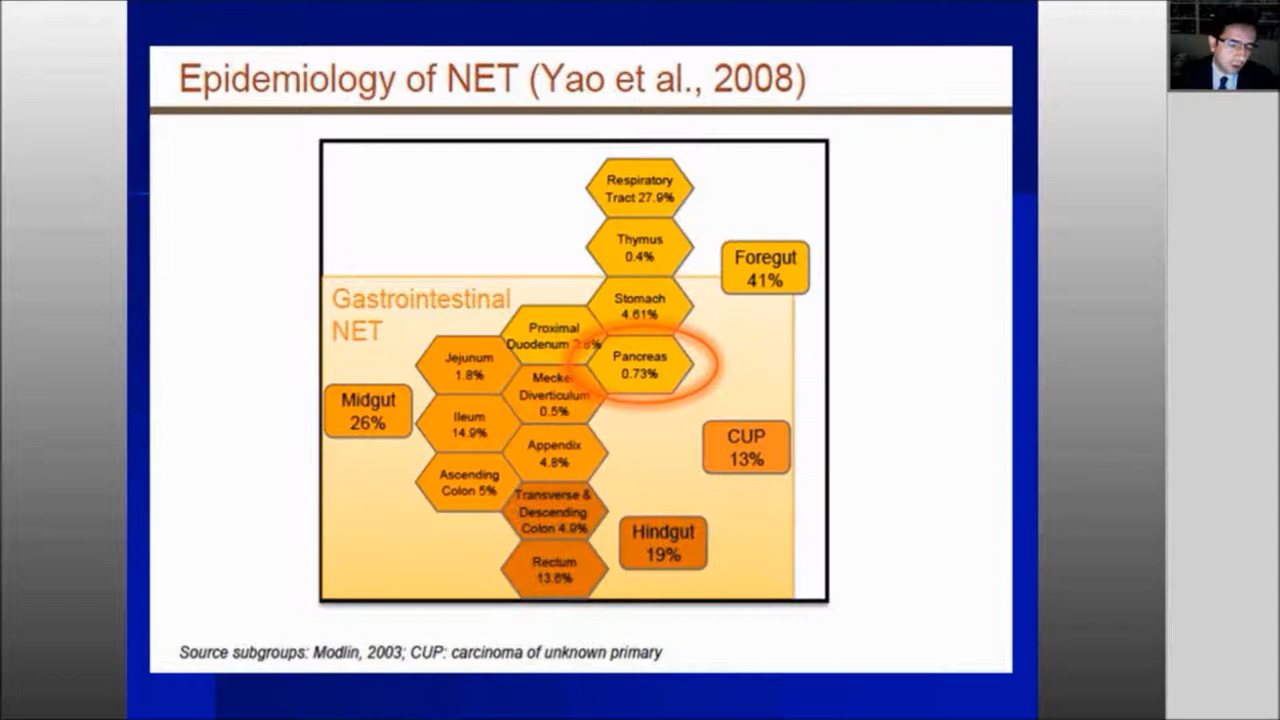 Epidemiology of NET (Yao et al., 2008)
Respiratory
Tract 27.9%
Thymus
0.4%
Foregut
41%
Gastrointestinal
NET
Stomach
4.61%
Proximal
Duodenum
Pancreas
0.73%
Jejunum
1.8%
Diverticulum
0.5%
Midgut
26%
Ileum
14.9%
CUP
13%
Appendix
4.8%
Ascending
Colon 5%
Transverse &
Descending
Colon 4.9%
Hindgut
19%
Rectum
13.6%
Source subgroups: Modlin, 2003; CUP: carcinoma of unknown primary